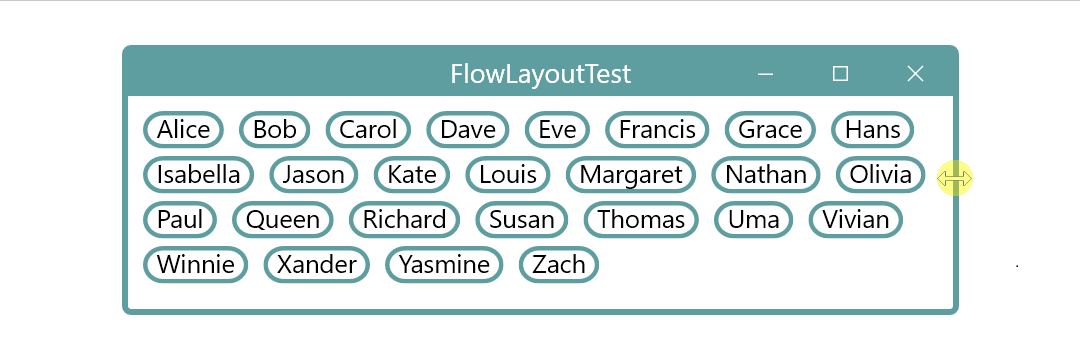 FlowLayoutTest
Alice Bob Carol Dave Eve Francis Grace Hans
Isabella Jason Kate Louis Margaret Nathan Olivia
Paul Queen Richard Susan Thomas Uma Vivian
Winnie Xander Yasmine Zach